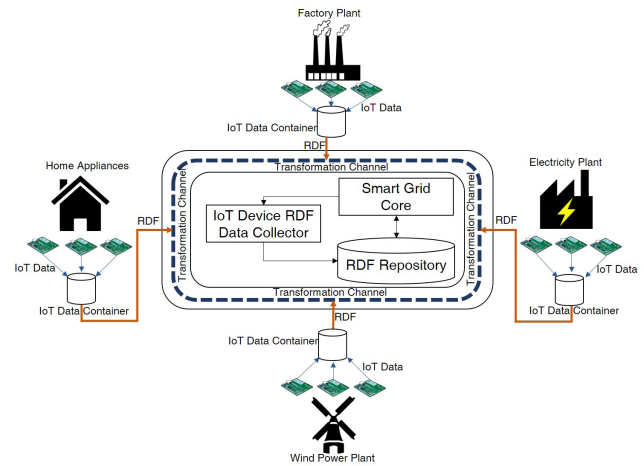 Factory Plant
IoT Data
IoT Data Container
RDF
Transformation Channel
Home Appliances
RDF
IoT Data
IoT Data Container
Transformation Channel
IoT Device RDF
Data Collector
Smart Grid
Core
RDF Repository
Transformation Channel
Electricity Plant
RDF
IoT Data
IoT Data Container
Transformation Channel
RDF
IoT Data Container
IoT Data
Wind Power Plant